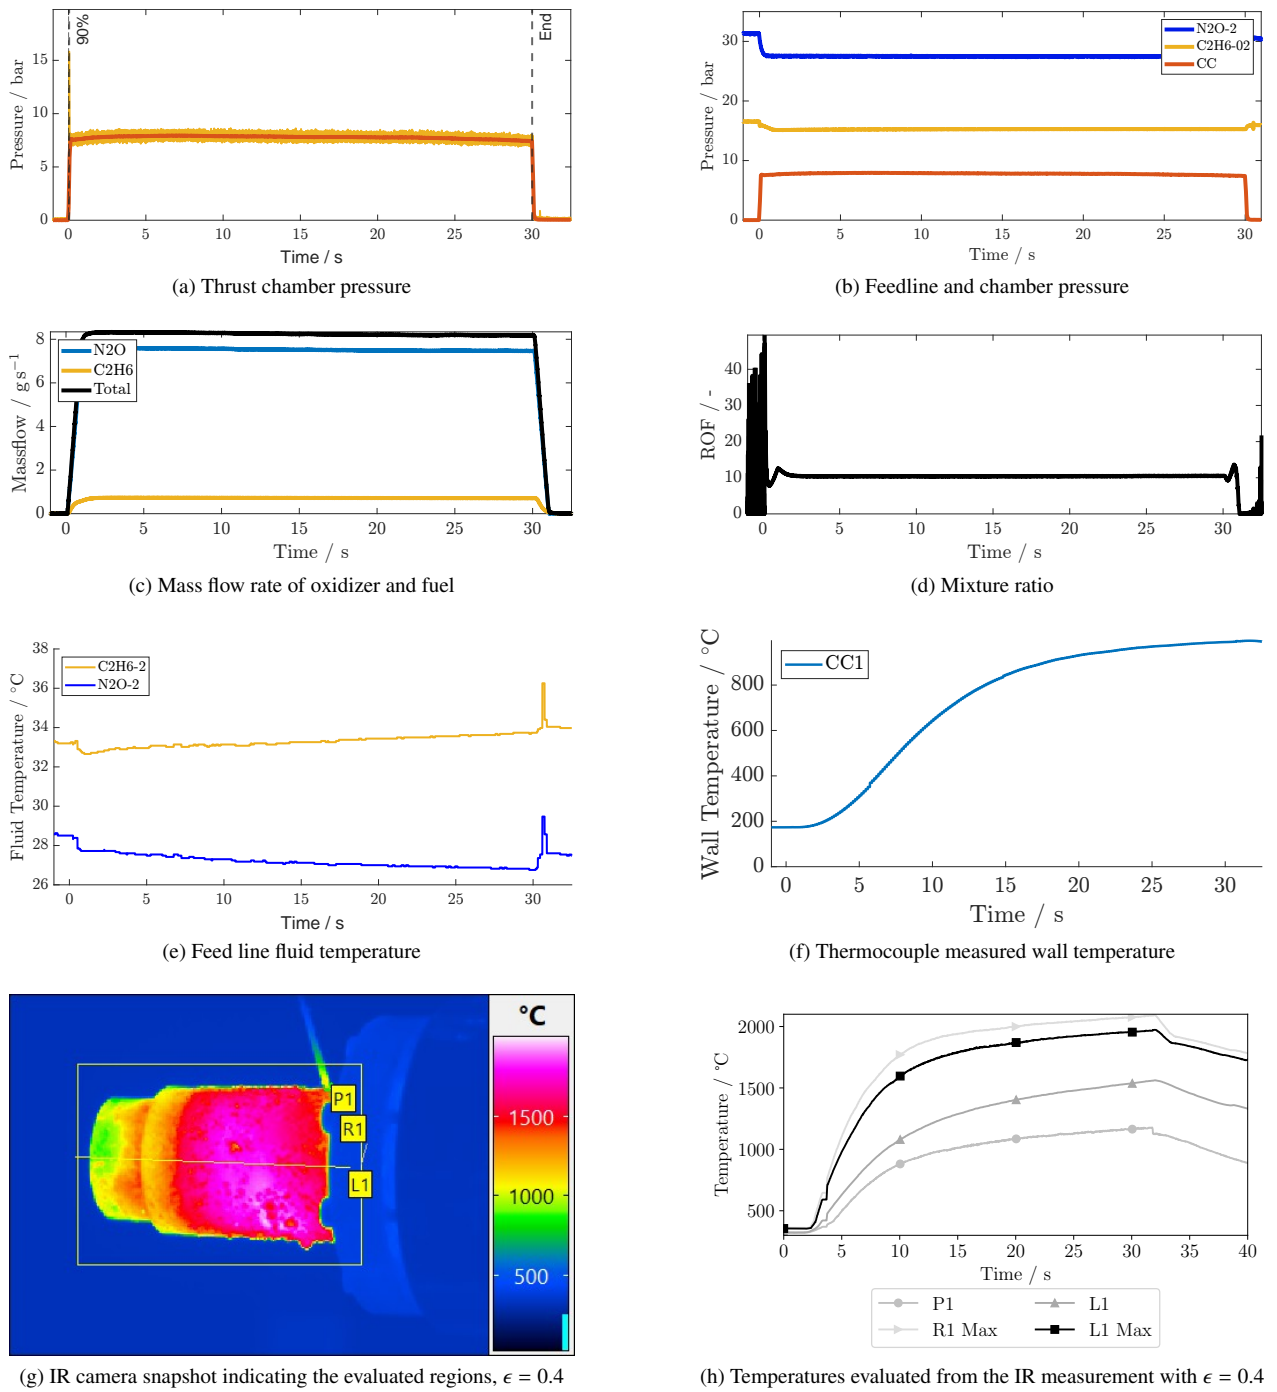 90%
End
15
10
5
0
Pressure / bar
0 5 10 15 20 25 30
Time / s
(a) Thrust chamber pressure
N2O-2
C2H6-02
CC
30
20
10
0
Pressure / bar
0 5 10 15 20 25 30
Time / s
(b) Feedline and chamber pressure
N2O
C2H6
Total
8
6
4
2
0
Massflow / g s⁻¹
0 5 10 15 20 25 30
Time / s
(c) Mass flow rate of oxidizer and fuel
40
30
20
10
0
ROF / -
0 5 10 15 20 25 30
Time / s
(d) Mixture ratio
C2H6-2
N2O-2
38
36
34
32
30
28
26
Fluid Temperature / °C
0 5 10 15 20 25 30
Time / s
(e) Feed line fluid temperature
CC1
800
600
400
200
0
Wall Temperature / °C
0 5 10 15 20 25 30
Time / s
(f) Thermocouple measured wall temperature
°C
P1
R1
L1
1500
1000
500
(g) IR camera snapshot indicating the evaluated regions, ϵ = 0.4
2000
1500
1000
500
Temperature / °C
0 5 10 15 20 25 30 35 40
Time / s
P1 L1
R1 Max L1 Max
(h) Temperatures evaluated from the IR measurement with ϵ = 0.4